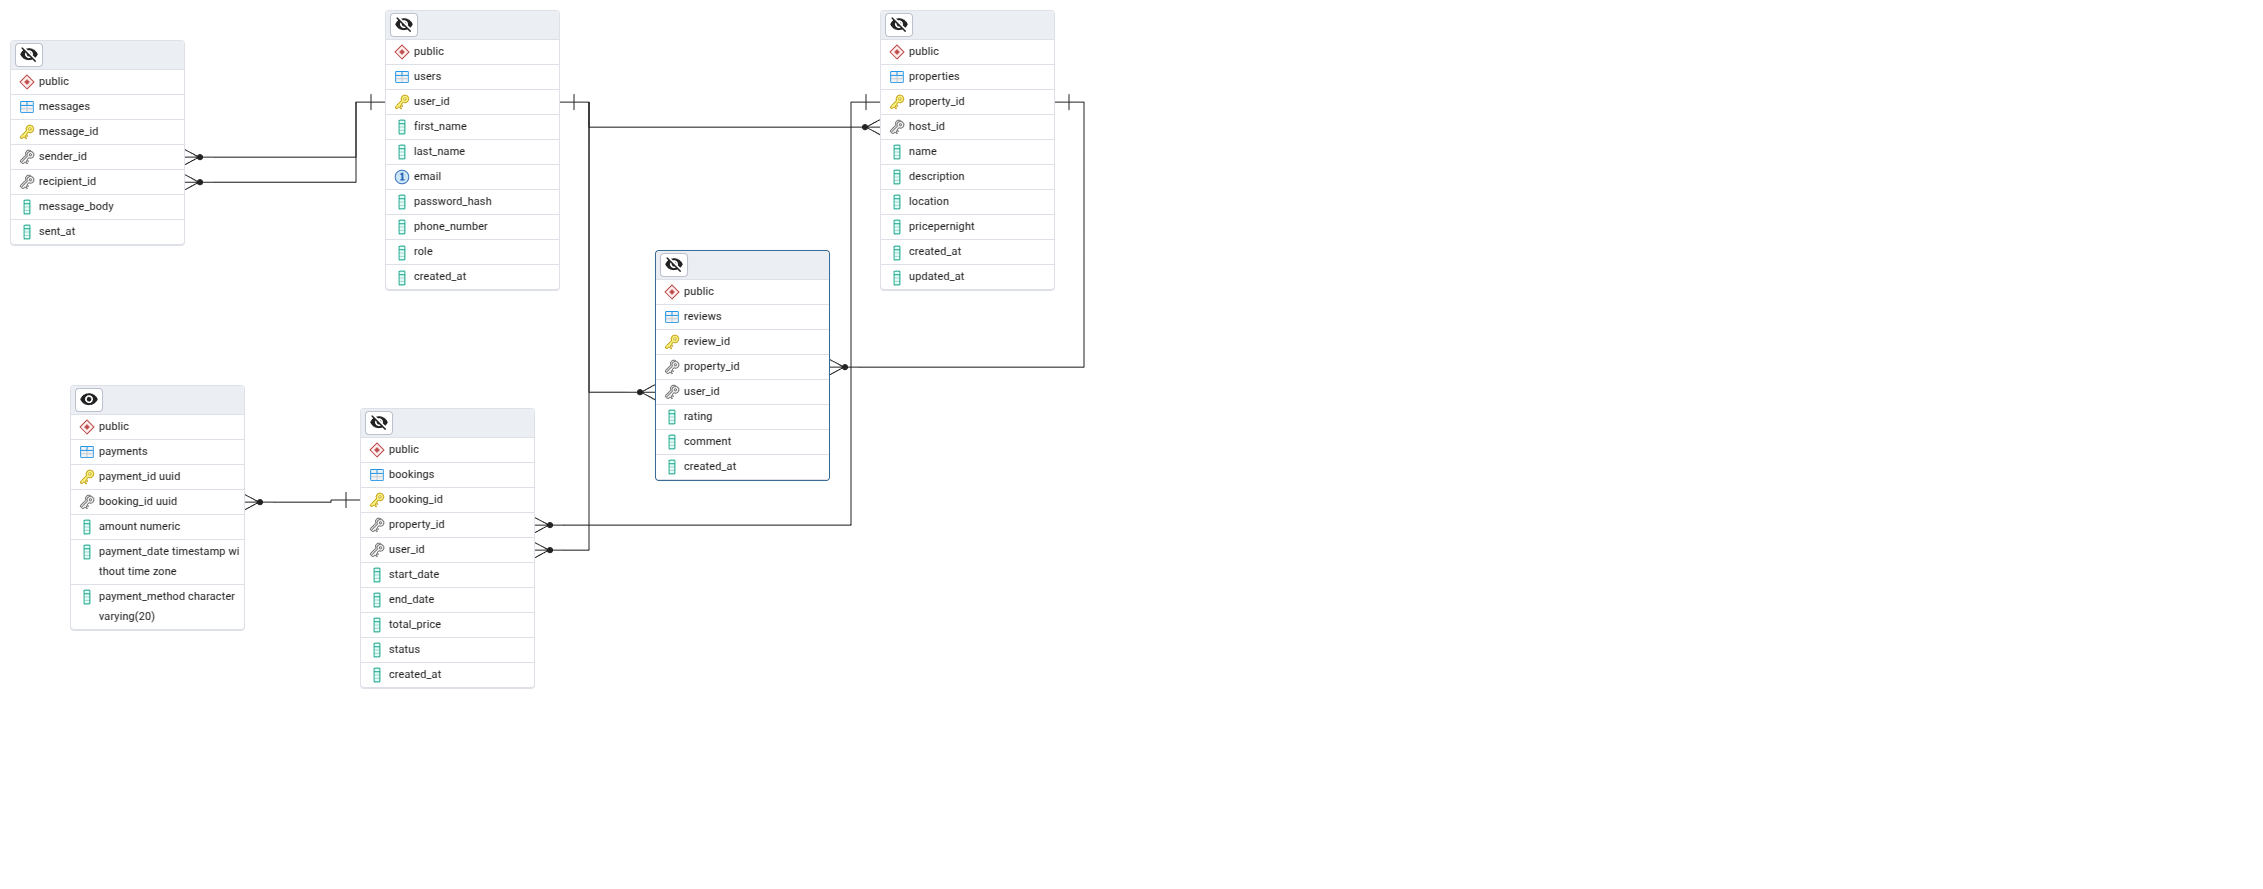 public
messages
message_id
sender_id
recipient_id
message_body
sent_at
public
users
user_id
first_name
last_name
1 email
password_hash
phone_number
role
created_at
public
properties
property_id
host_id
name
description
location
pricepernight
created_at
updated_at
public
reviews
review_id
property_id
user_id
rating
comment
created_at
public
payments
payment_id uuid
booking_id uuid
amount numeric
payment_date timestamp wi
thout time zone
payment_method character
varying(20)
public
bookings
booking_id
property_id
user_id
start_date
end_date
total_price
status
created_at